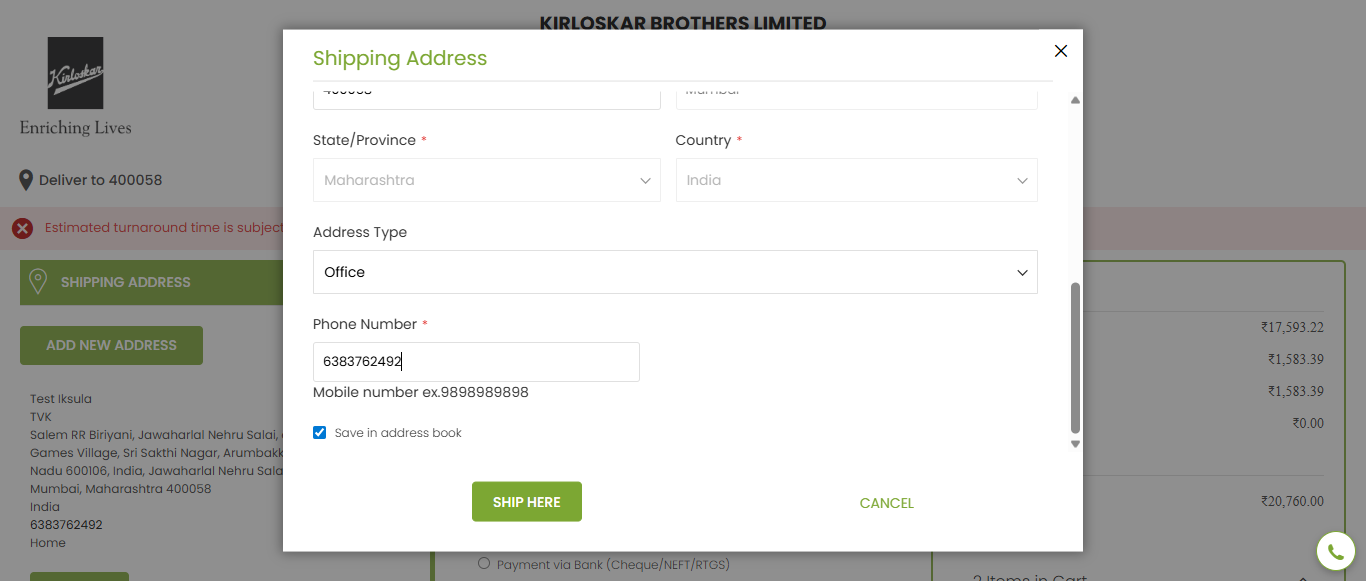 KIRLOSKAR BROTHERS LIMITED
Kirloskar
Enriching Lives
Deliver to 400058
Estimated turnaround time is subject
SHIPPING ADDRESS
ADD NEW ADDRESS
Test Iksula
TVK
Salem RR Biriyani, Jawaharlal Nehru Salai,
Games Village, Sri Sakthi Nagar, Arumbakk
Nadu 600106, India, Jawaharlal Nehru Sala
Mumbai, Maharashtra 400058
India
6383762492
Home
Shipping Address
400058
Mumbai
State/Province *
Country *
Maharashtra
India
Address Type
Office
Phone Number *
6383762492
Mobile number ex.9898989898
Save in address book
SHIP HERE
CANCEL
Payment via Bank (Cheque/NEFT/RTGS)
₹17,593.22
₹1,583.39
₹1,583.39
₹0.00
₹20,760.00
2 Items in Cart